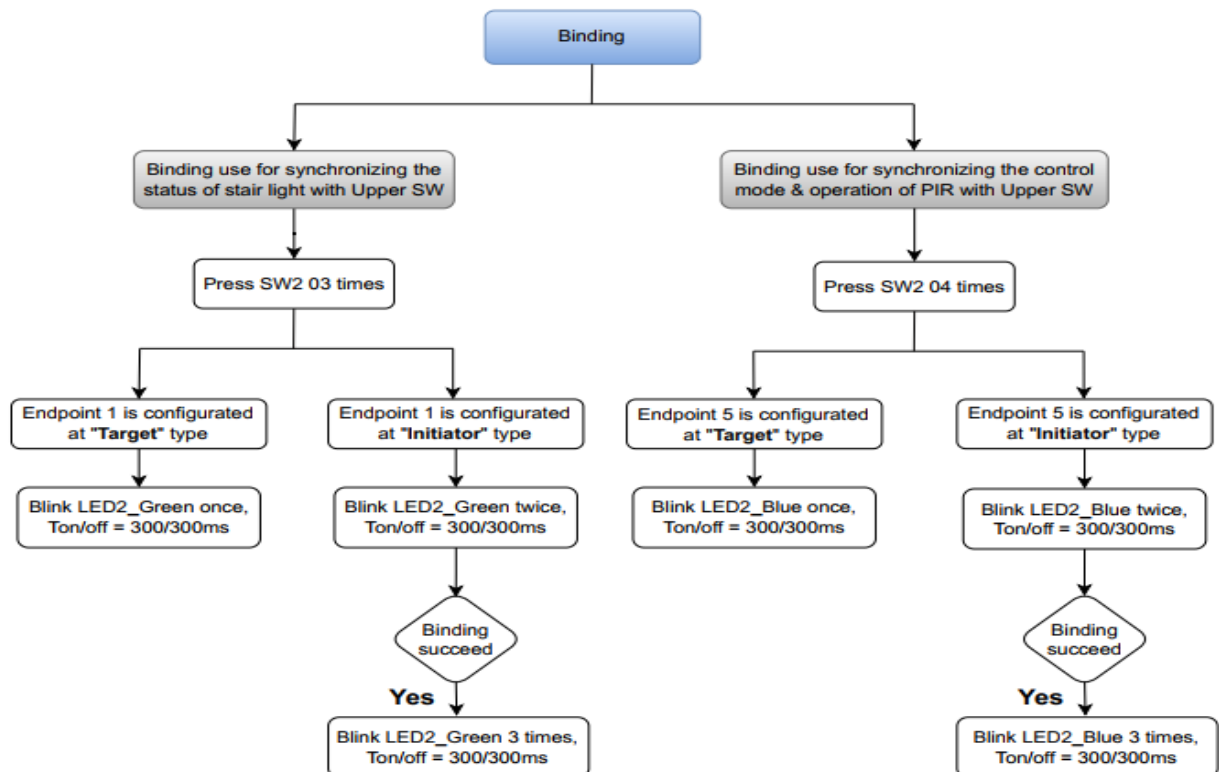 Binding
Binding use for synchronizing the
status of stair light with Upper SW
Binding use for synchronizing the control
mode & operation of PIR with Upper SW
Press SW2 03 times
Press SW2 04 times
Endpoint 1 is configurated
at "Target" type
Endpoint 1 is configurated
at "Initiator" type
Endpoint 5 is configurated
at "Target" type
Endpoint 5 is configurated
at "Initiator" type
Blink LED2_Green once,
Ton/off = 300/300ms
Blink LED2_Green twice,
Ton/off = 300/300ms
Blink LED2_Blue once,
Ton/off = 300/300ms
Blink LED2_Blue twice,
Ton/off = 300/300ms
Binding
succeed
Binding
succeed
Yes
Yes
Blink LED2_Green 3 times,
Ton/off = 300/300ms
Blink LED2_Blue 3 times,
Ton/off = 300/300ms